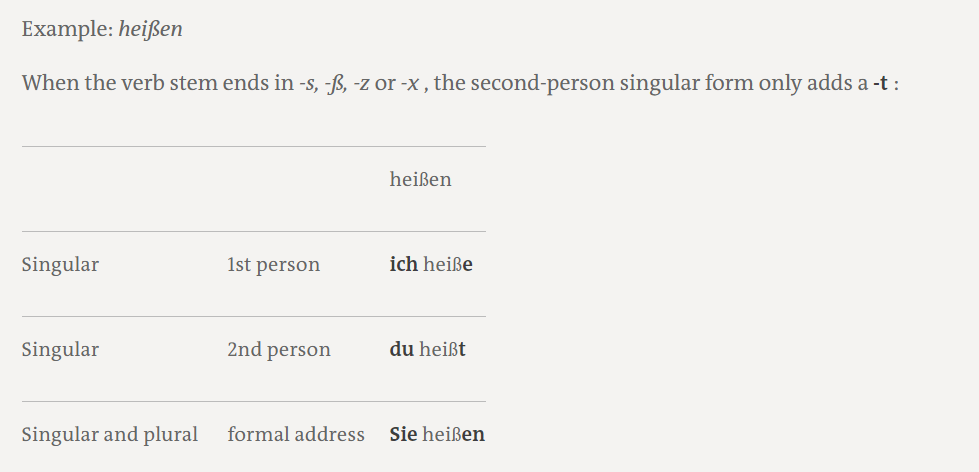 Example: heißen
When the verb stem ends in -s, -ß, -z or -x , the second-person singular form only adds a -t :
heißen
Singular 1st person ich heiße
Singular 2nd person du heißt
Singular and plural formal address Sie heißen